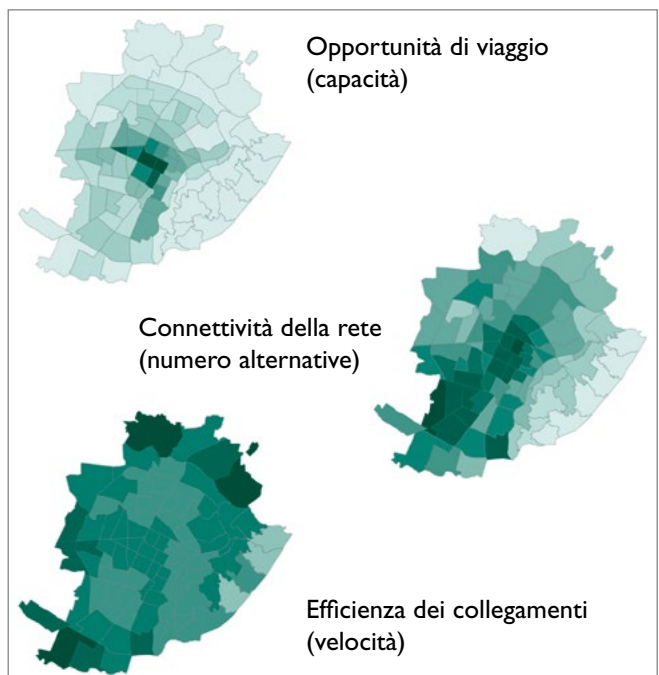 Opportunità di viaggio
(capacità)
Connettività della rete
(numero alternative)
Efficienza dei collegamenti
(velocità)